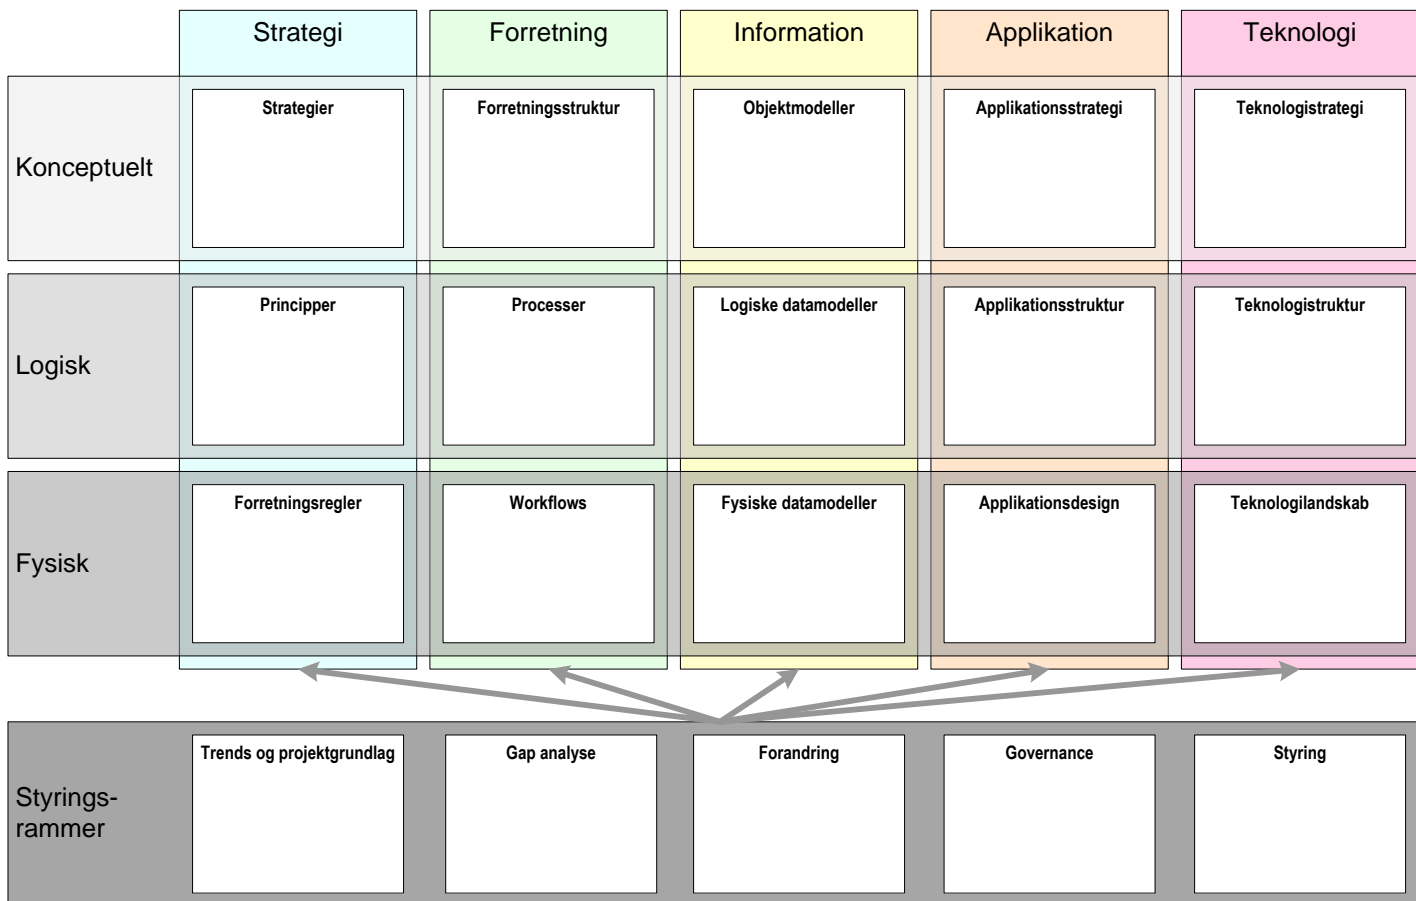 Strategi
Forretning
Information
Applikation
Teknologi
Konceptuelt
Strategier
Forretningsstruktur
Objektmodeller
Applikationsstrategi
Teknologistrategi
Logisk
Principper
Processer
Logiske datamodeller
Applikationsstruktur
Teknologistruktur
Fysisk
Forretningsregler
Workflows
Fysiske datamodeller
Applikationsdesign
Teknologilandskab
Styrings-
rammer
Trends og projektgrundlag
Gap analyse
Forandring
Governance
Styring